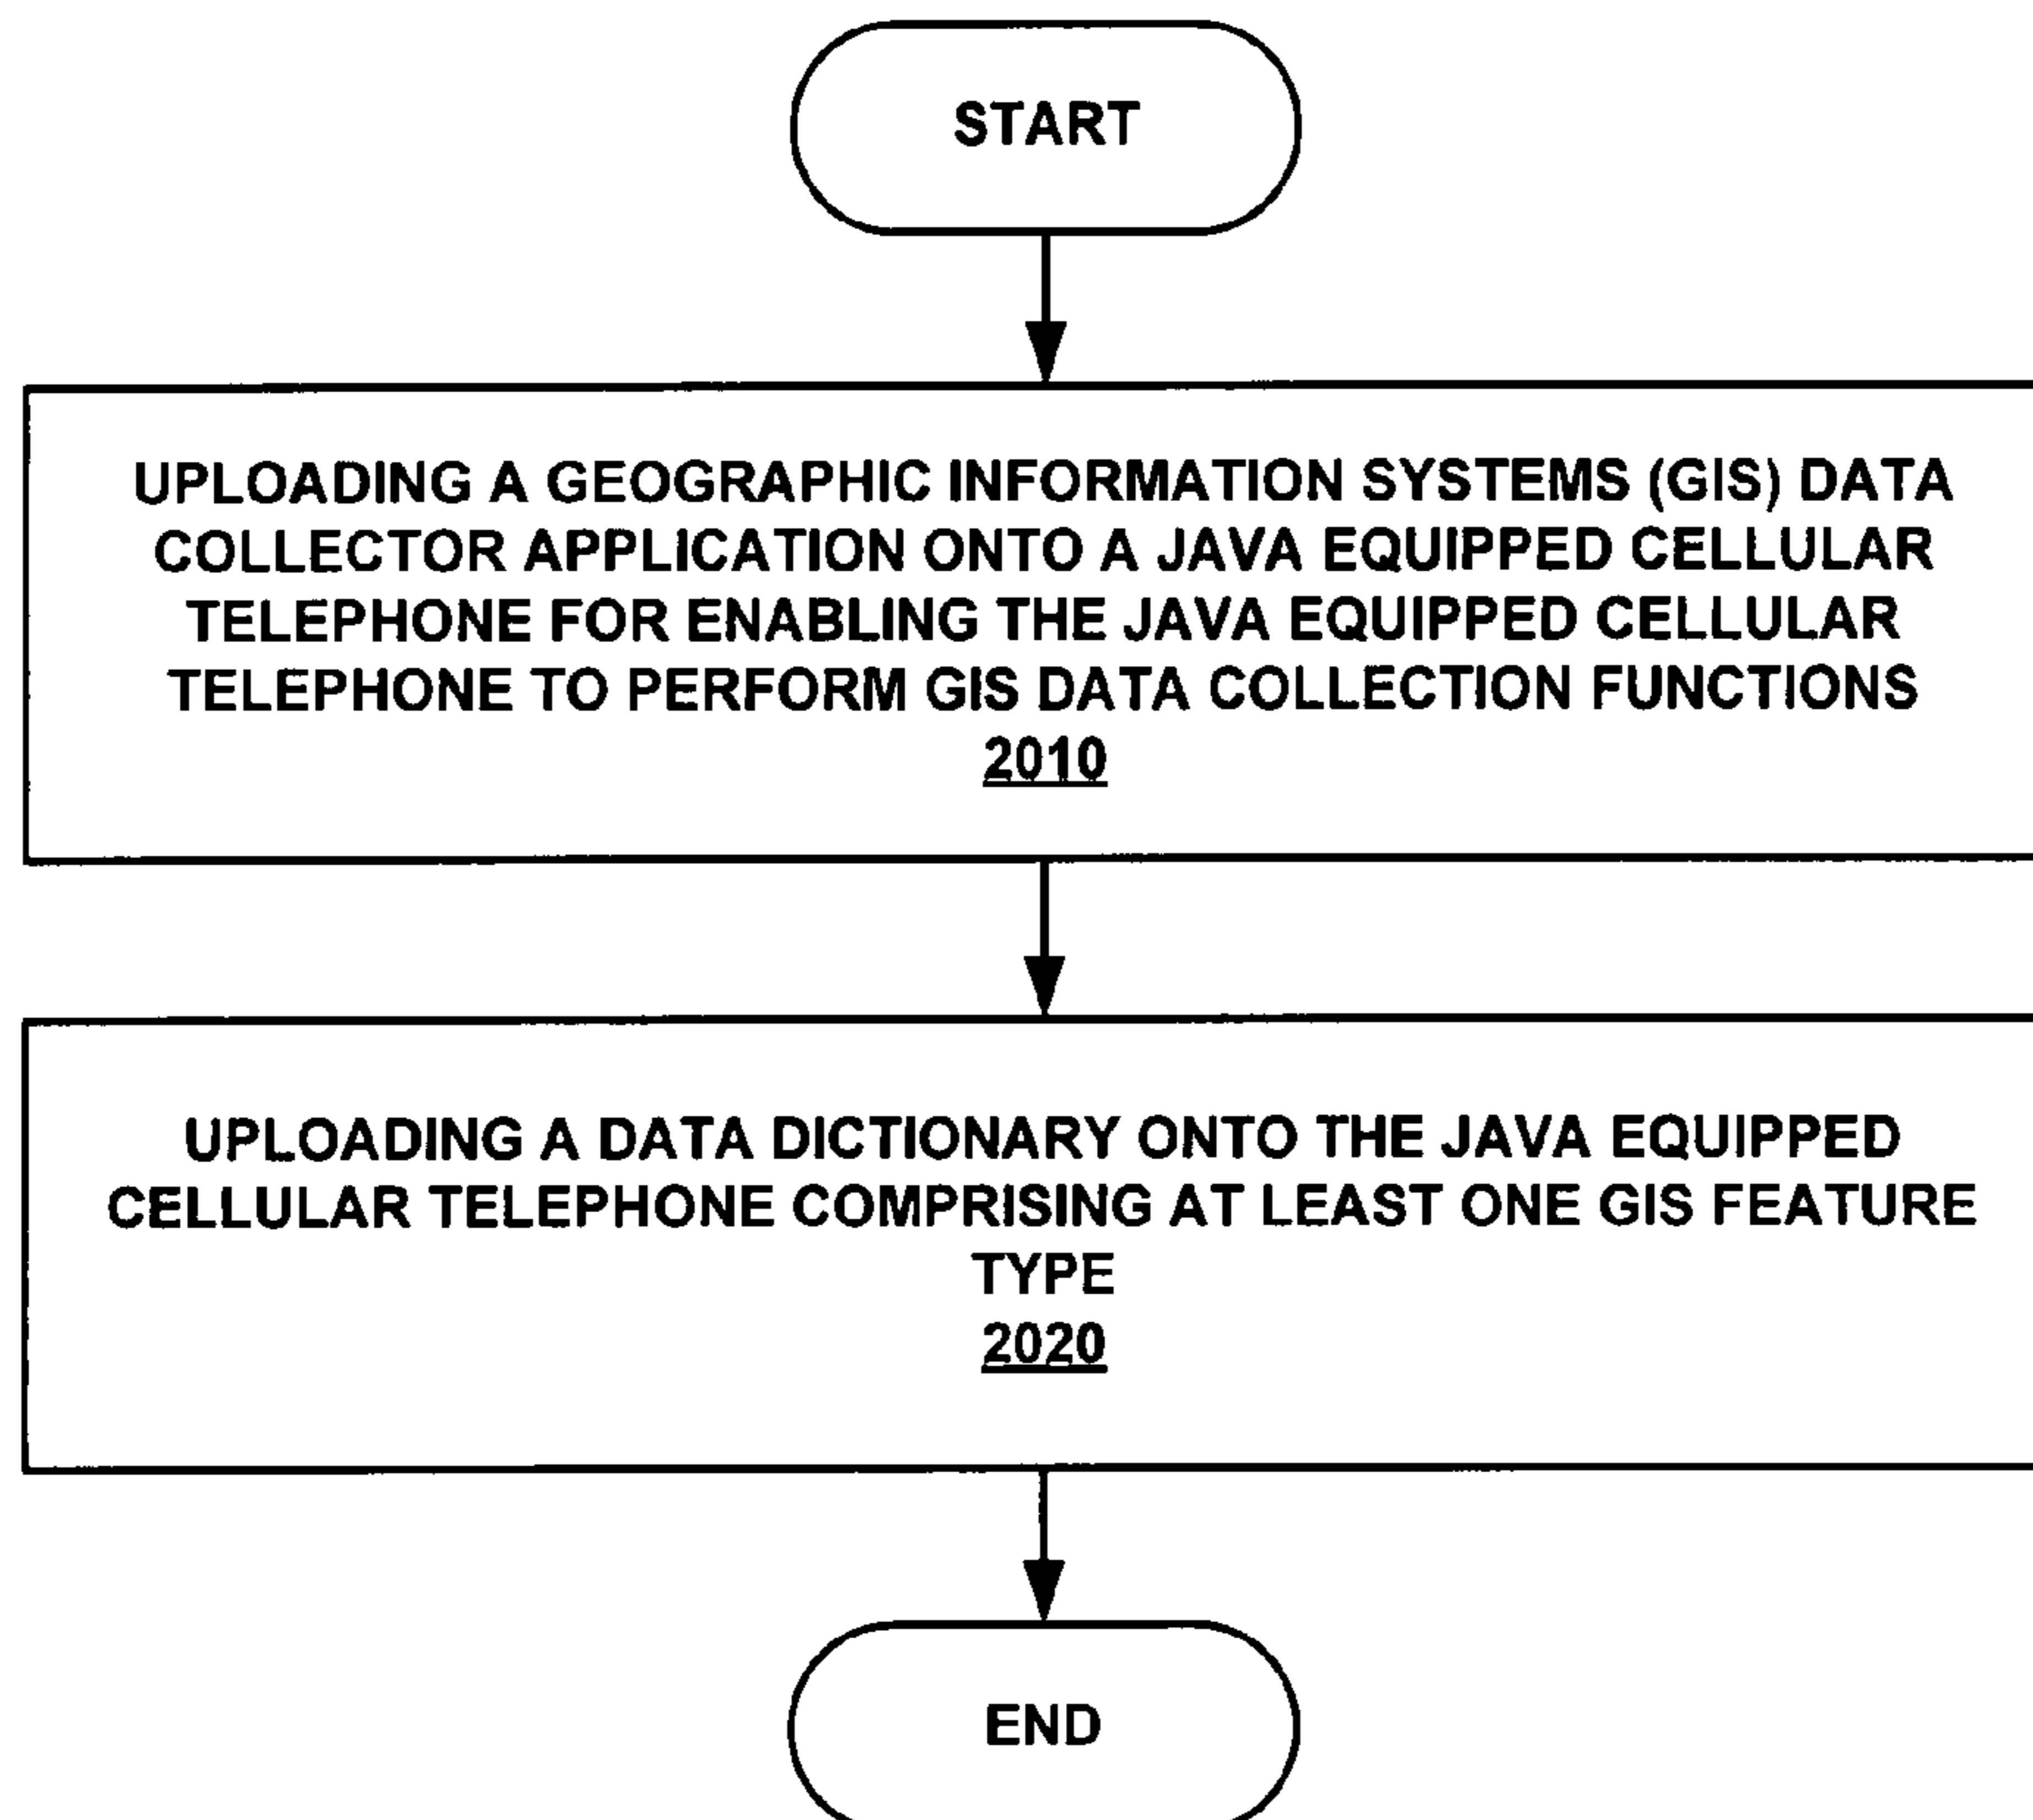 START
UPLOADING A GEOGRAPHIC INFORMATION SYSTEMS (GIS) DATA
COLLECTOR APPLICATION ONTO A JAVA EQUIPPED CELLULAR
TELEPHONE FOR ENABLING THE JAVA EQUIPPED CELLULAR
TELEPHONE TO PERFORM GIS DATA COLLECTION FUNCTIONS
2010
UPLOADING A DATA DICTIONARY ONTO THE JAVA EQUIPPED
CELLULAR TELEPHONE COMPRISING AT LEAST ONE GIS FEATURE
TYPE
2020
END